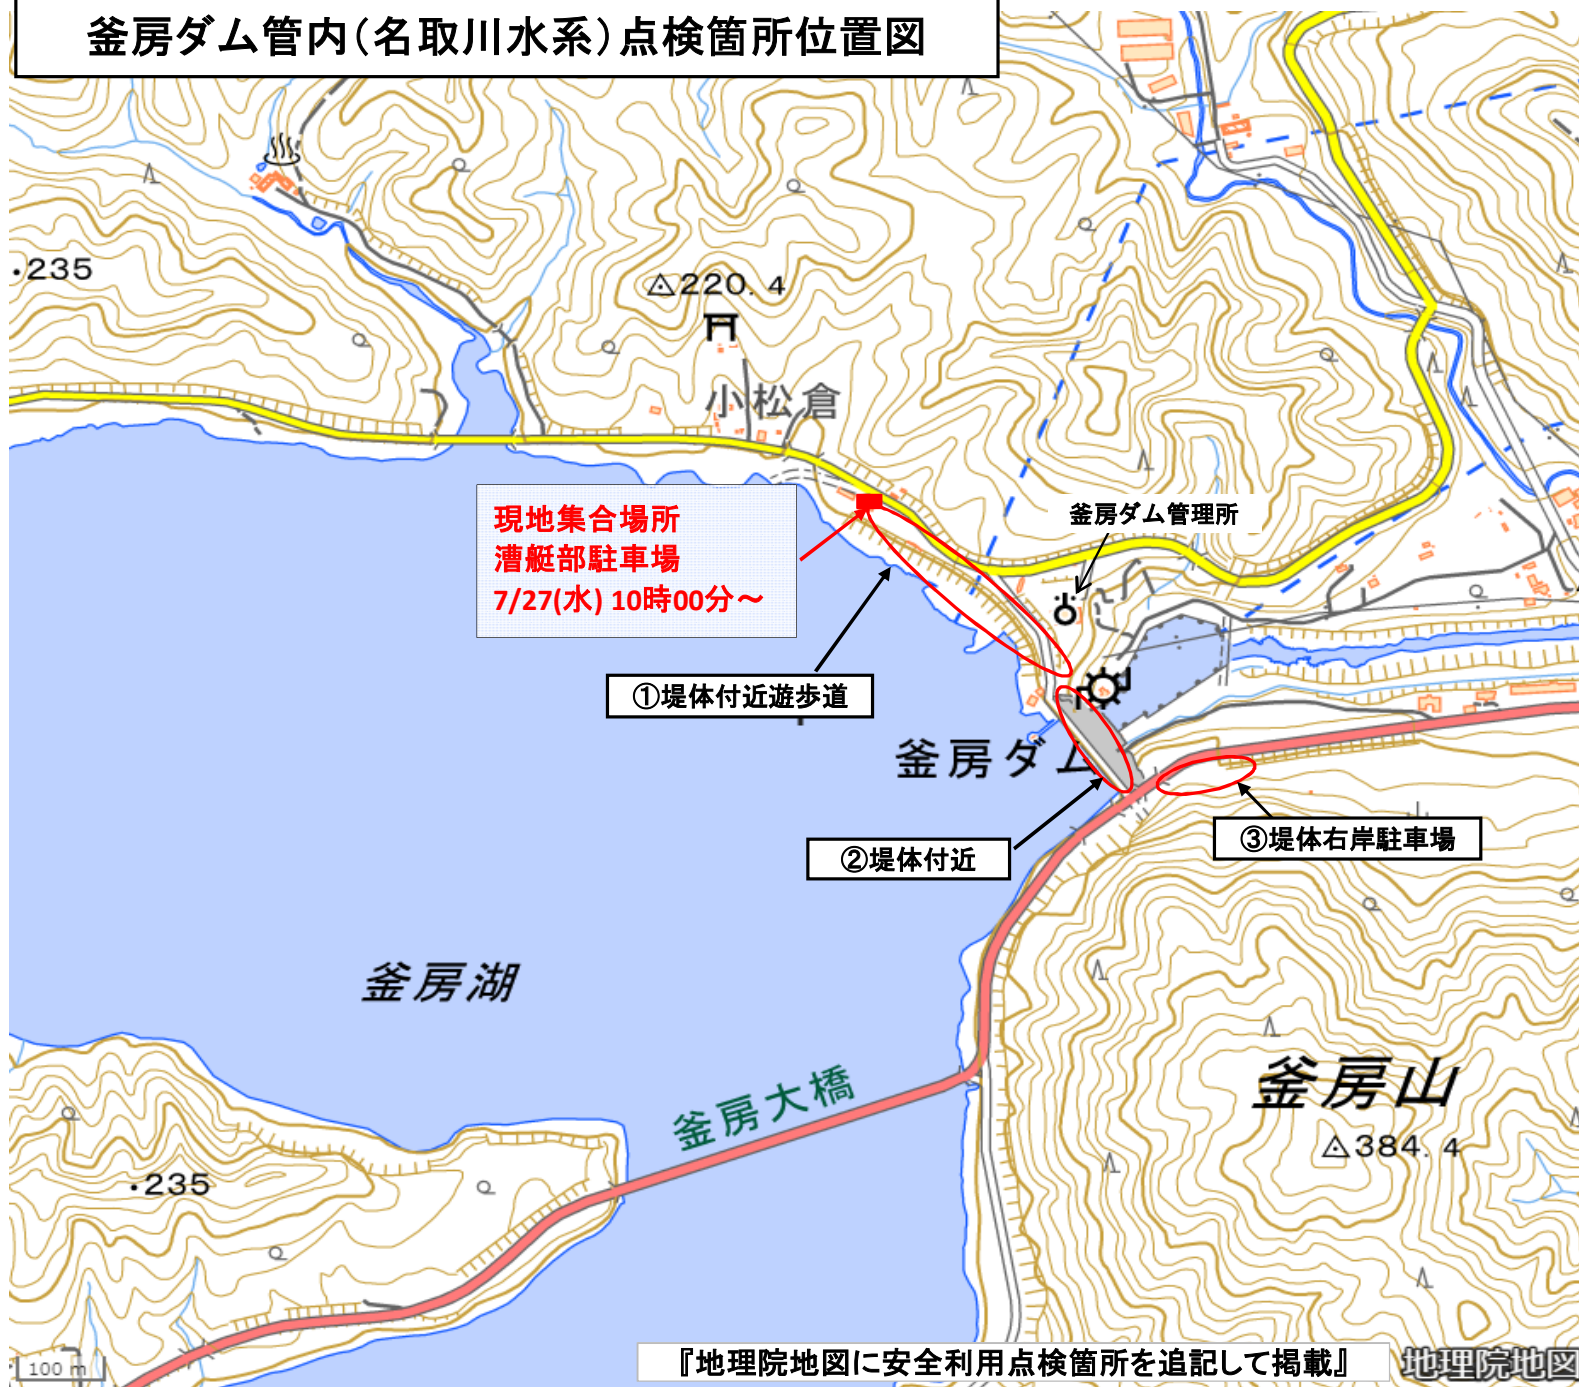 釜房ダム管内(名取川水系)点検箇所位置図
・235
220.4
小松倉
現地集合場所
漕艇部駐車場
7/27(水) 10時00分～
釜房ダム管理所
①堤体付近遊歩道
釜房ダム
②堤体付近
③堤体右岸駐車場
釜房湖
釜房大橋
釜房山
384.4
・235
100 m
『地理院地図に安全利用点検箇所を追記して掲載』
地理院地図